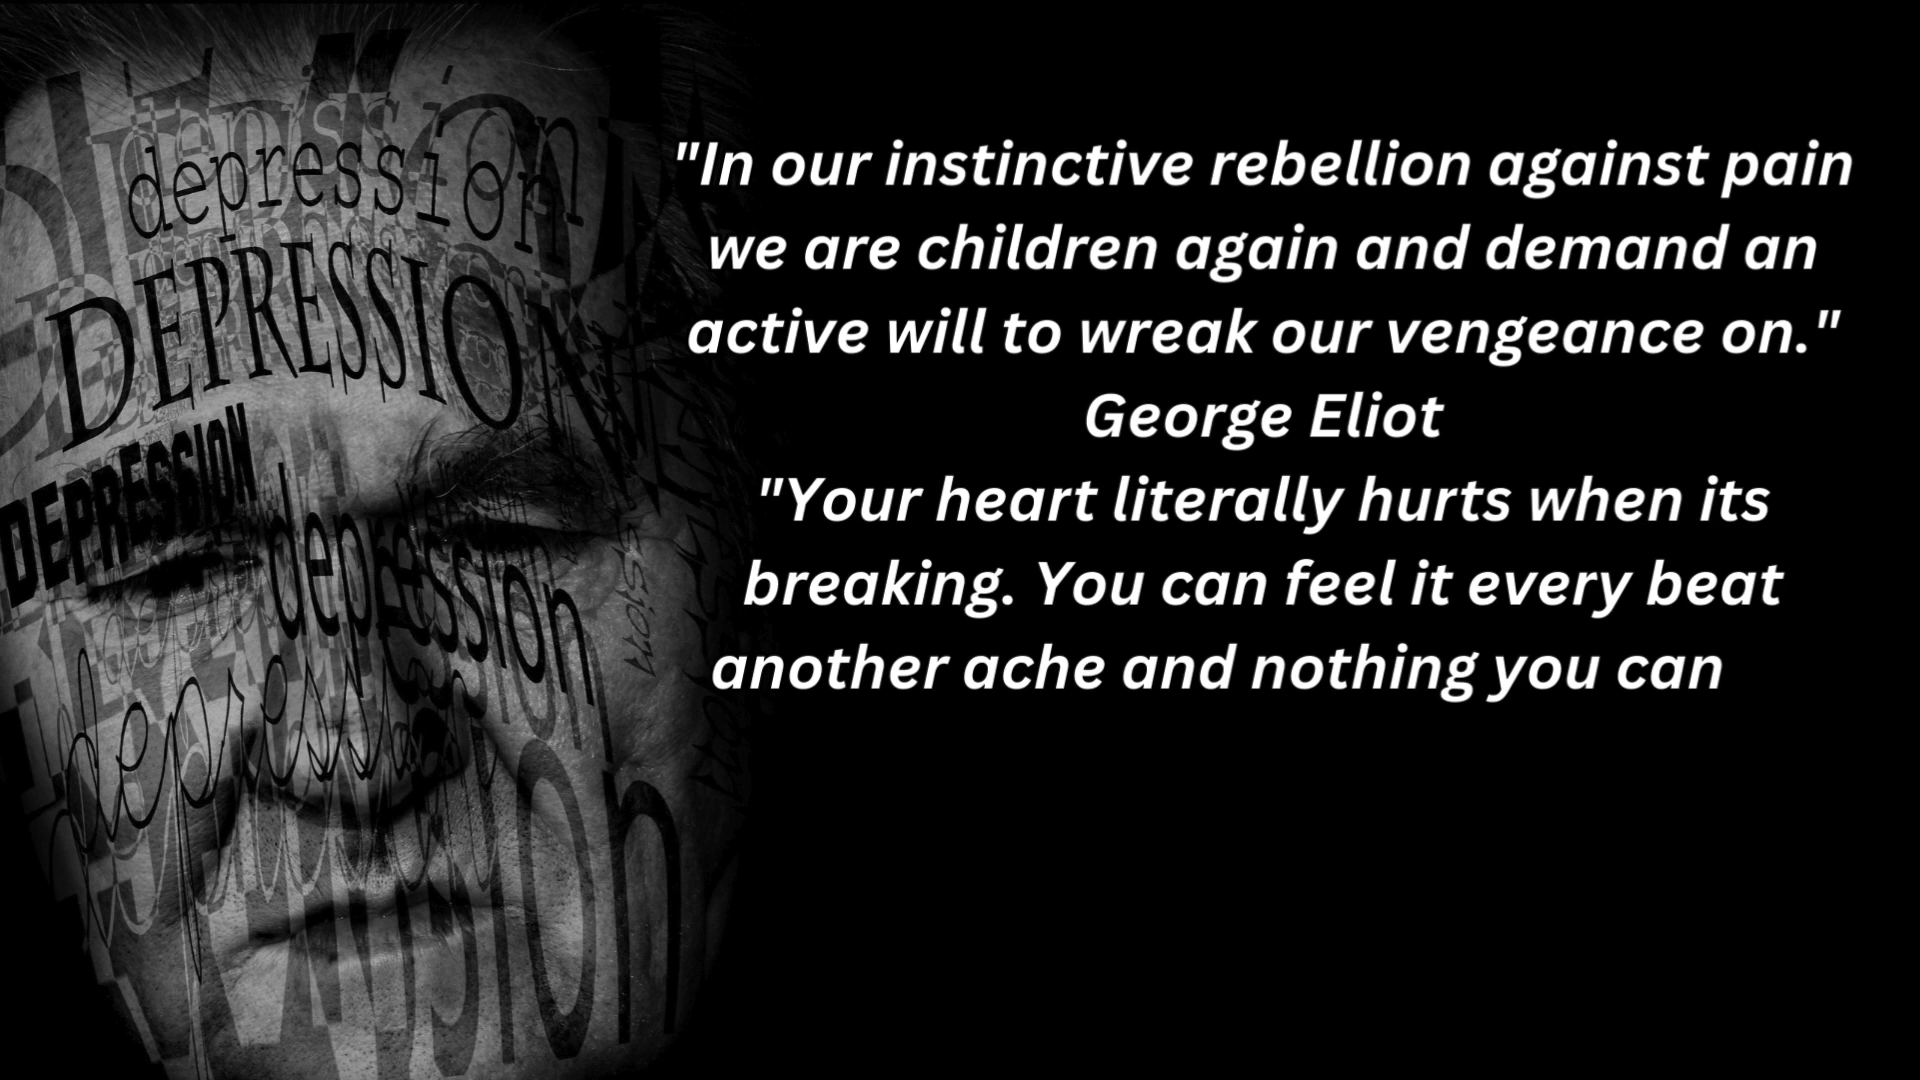 depression
DEPRESSION
DEPRESSION
depression
depression
"In our instinctive rebellion against pain
we are children again and demand an
active will to wreak our vengeance on."
George Eliot
"Your heart literally hurts when its
breaking. You can feel it every beat
another ache and nothing you can